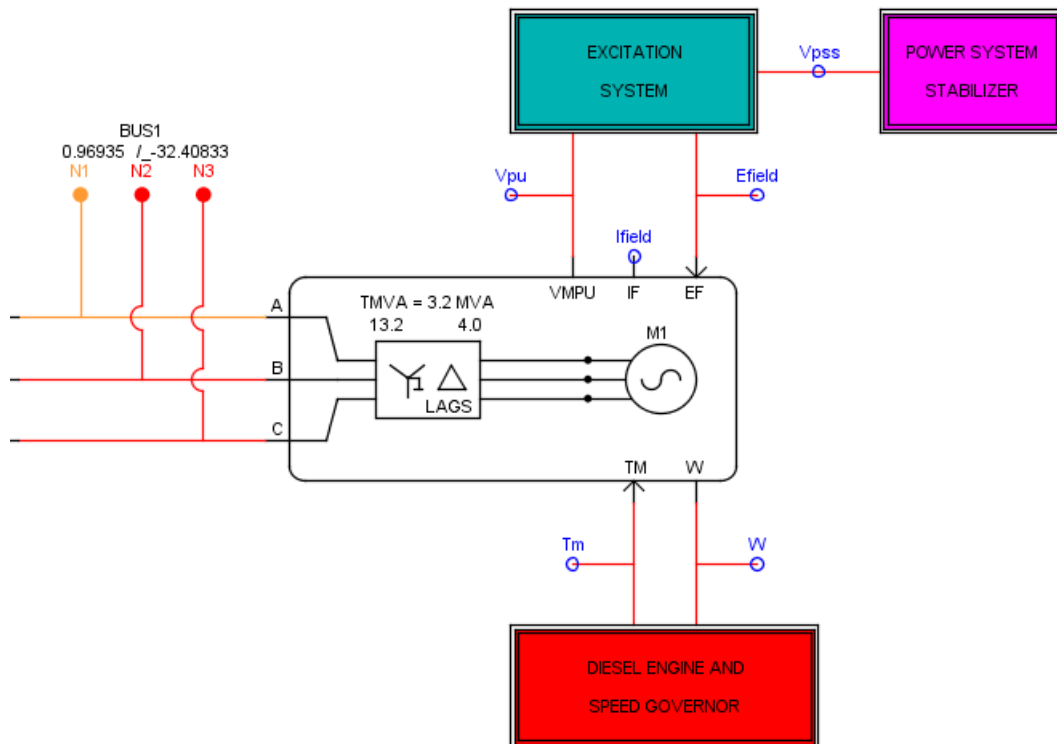 EXCITATION
SYSTEM
Vpss
POWER SYSTEM
STABILIZER
BUS1
0.96935 /_-32.40833
N1 N2 N3
Vpu
Efield
Ifield
VMPU IF EF
A
TMVA = 3.2 MVA
13.2 4.0
M1
B
LAGS
C
TM W
Tm
W
DIESEL ENGINE AND
SPEED GOVERNOR